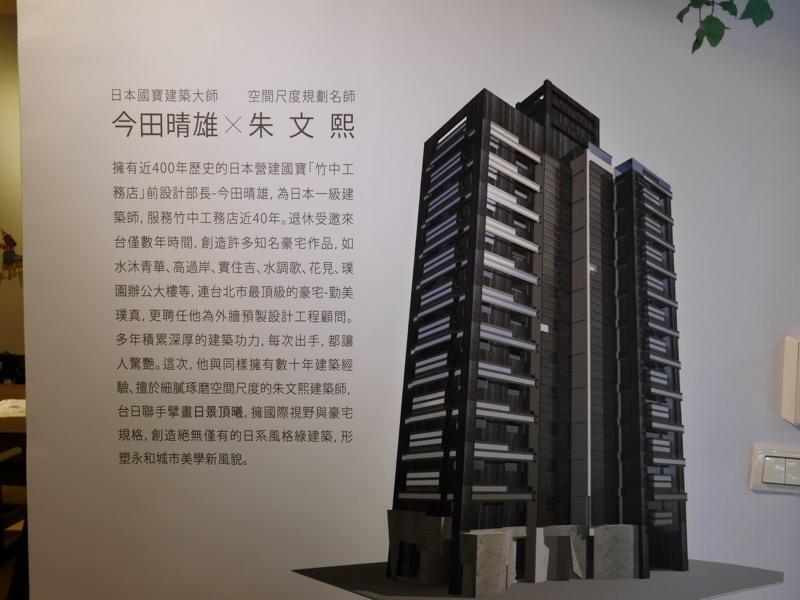 日本國寶建築大師　空間尺度規劃名師
今田晴雄×朱文熙
擁有近400年歷史的日本營建國寶「竹中工
務店」前設計部長-今田晴雄,為日本一級建
築師,服務竹中工務店近40年。退休受邀來
台僅數年時間,創造許多知名豪宅作品,如
水沐青華、高過岸、實住吉、水調歌、花見、璞
園辦公大樓等,連台北市最頂級的豪宅-勤美
璞真,更聘任他為外牆預製設計工程顧問。
多年積累深厚的建築功力,每次出手,都讓
人驚艷。這次,他與同樣擁有數十年建築經
驗、擅於細膩琢磨空間尺度的朱文熙建築師,
台日聯手擘畫日景頂曦,擁國際視野與豪宅
規格,創造絕無僅有的日系風格綠建築,形
塑永和城市美學新風貌。